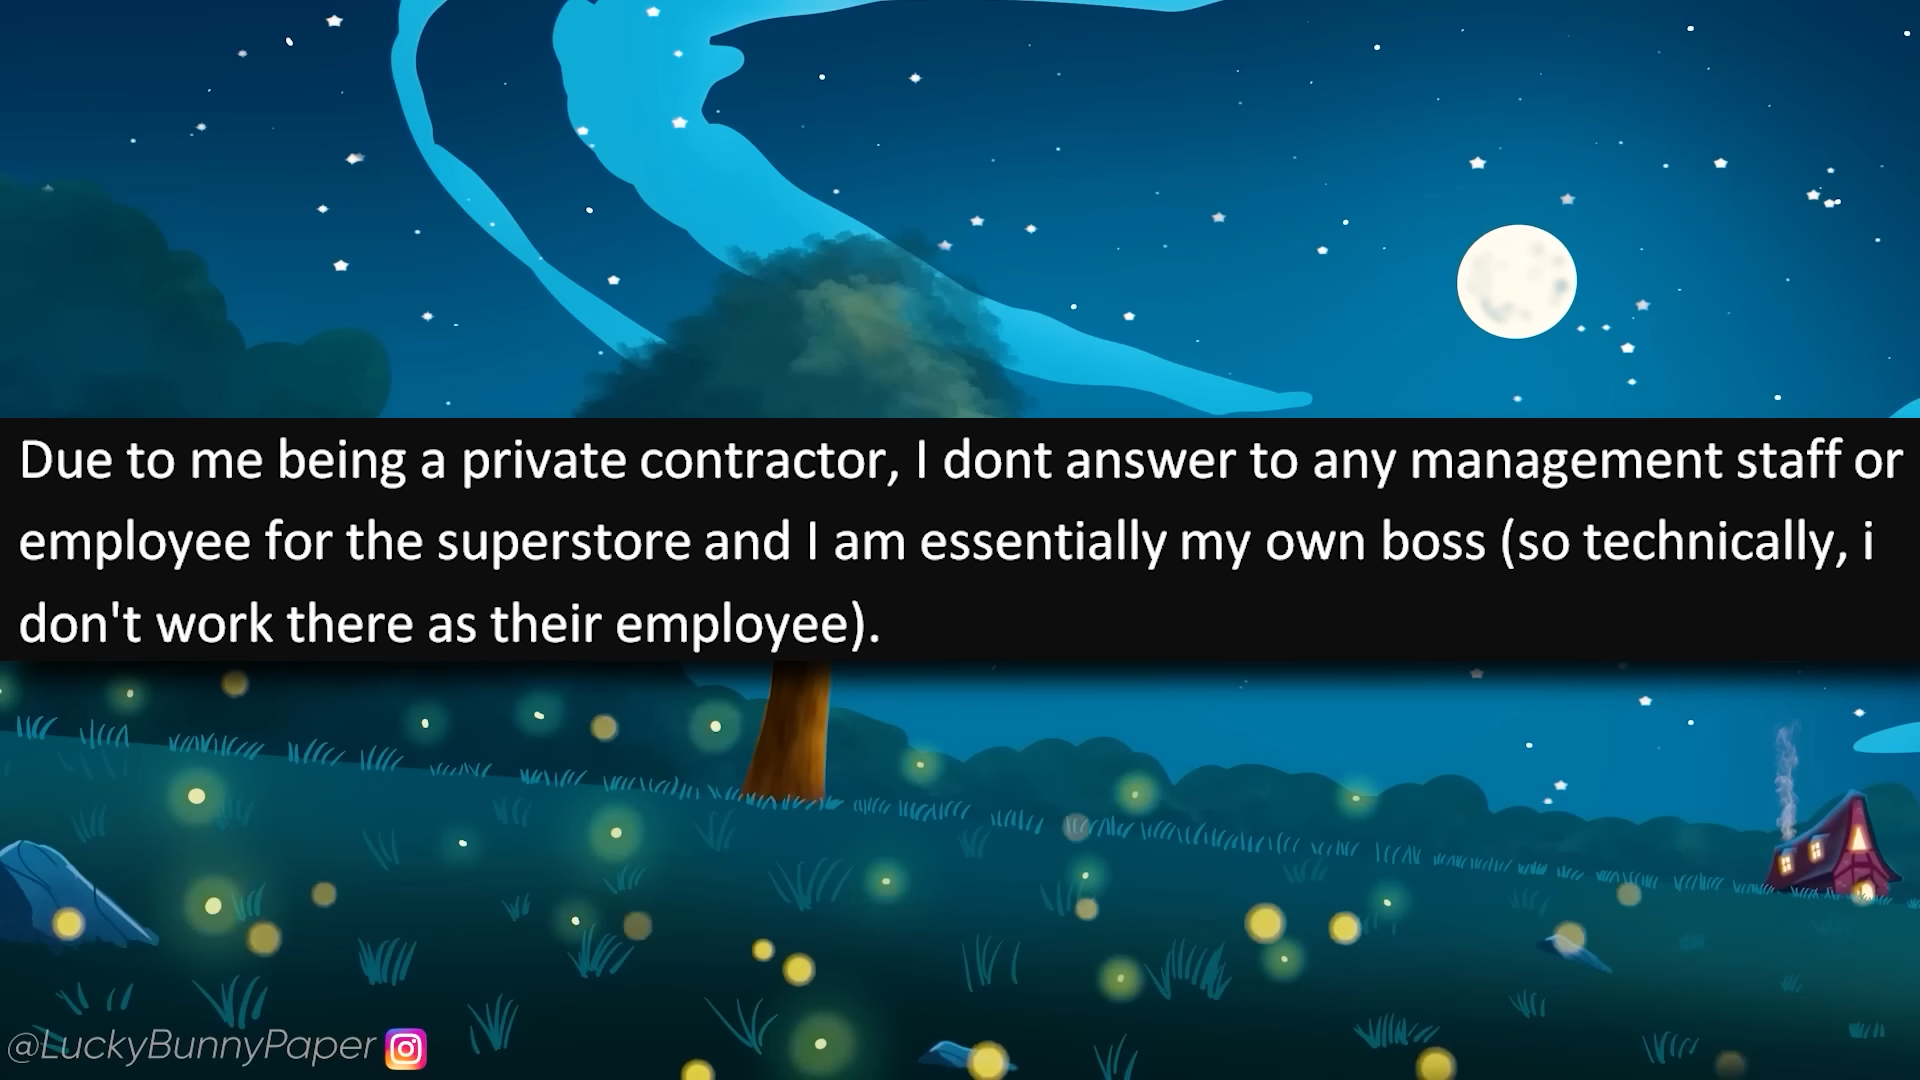 Due to me being a private contractor, I dont answer to any management staff or
employee for the superstore and I am essentially my own boss (so technically, i
don't work there as their employee).
@LuckyBunnyPaper